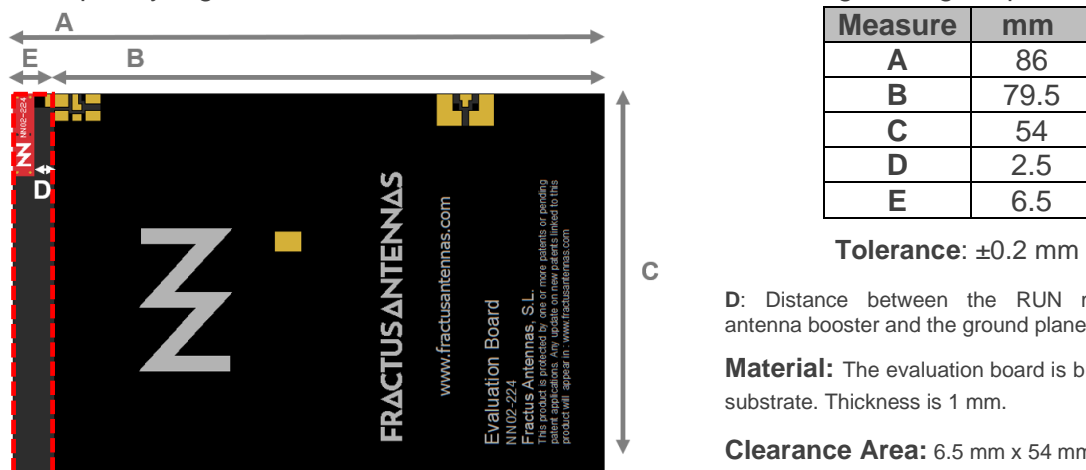 A
E
B
D
C
NN02-224
FRACTUSANTENNAS
www.fractusantennas.com
Evaluation Board
NN02-224
Fractus Antennas, S.L.
This product is protected by one or more patents or pending
patent applications. Any update on new patents linked to this
product will appear in : www.fractusantennas.com
Measure mm
A 86
B 79.5
C 54
D 2.5
E 6.5
Tolerance: ±0.2 mm
D: Distance between the RUN
antenna booster and the ground plane
Material: The evaluation board is b
substrate. Thickness is 1 mm.
Clearance Area: 6.5 mm x 54 mm